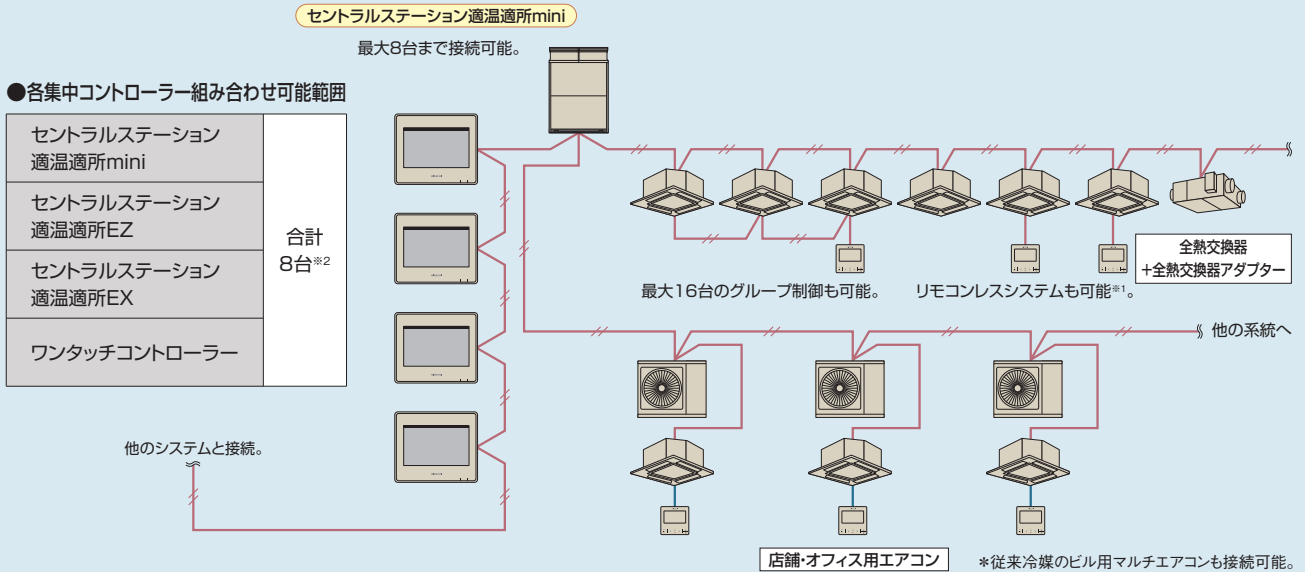 セントラルステーション適温適所mini
最大8台まで接続可能。
●各集中コントローラー組み合わせ可能範囲
セントラルステーション
適温適所mini
セントラルステーション
適温適所EZ
セントラルステーション
適温適所EX
ワンタッチコントローラー
合計
8台※2
最大16台のグループ制御も可能。
リモコンレスシステムも可能※1。
全熱交換器
+全熱交換器アダプター
他の系統へ
他のシステムと接続。
店舗・オフィス用エアコン
*従来冷媒のビル用マルチエアコンも接続可能。